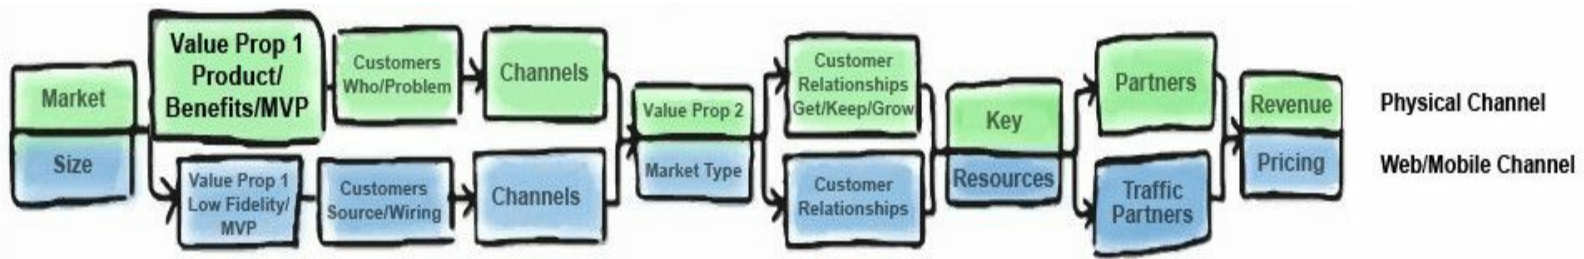 Market
Size
Value Prop 1
Product/
Benefits/MVP
Value Prop 1
Low Fidelity/
MVP
Customers
Who/Problem
Customers
Source/Wiring
Channels
Channels
Value Prop 2
Market Type
Customer
Relationships
Get/Keep/Grow
Customer
Relationships
Key
Resources
Partners
Traffic
Partners
Revenue
Pricing
Physical Channel
Web/Mobile Channel